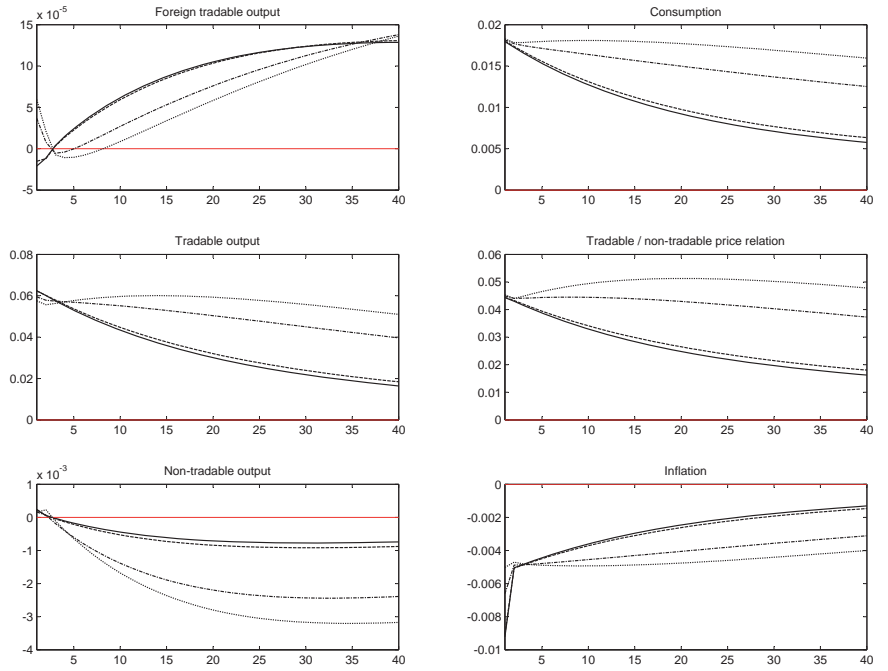 Foreign tradable output
x 10⁻⁵
15
10
5
0
-5
5 10 15 20 25 30 35 40
Consumption
0.02
0.015
0.01
0.005
0
5 10 15 20 25 30 35 40
Tradable output
0.08
0.06
0.04
0.02
0
5 10 15 20 25 30 35 40
Tradable / non-tradable price relation
0.06
0.05
0.04
0.03
0.02
0.01
0
5 10 15 20 25 30 35 40
Non-tradable output
x 10⁻³
1
0
-1
-2
-3
-4
5 10 15 20 25 30 35 40
Inflation
0
-0.002
-0.004
-0.006
-0.008
-0.01
5 10 15 20 25 30 35 40